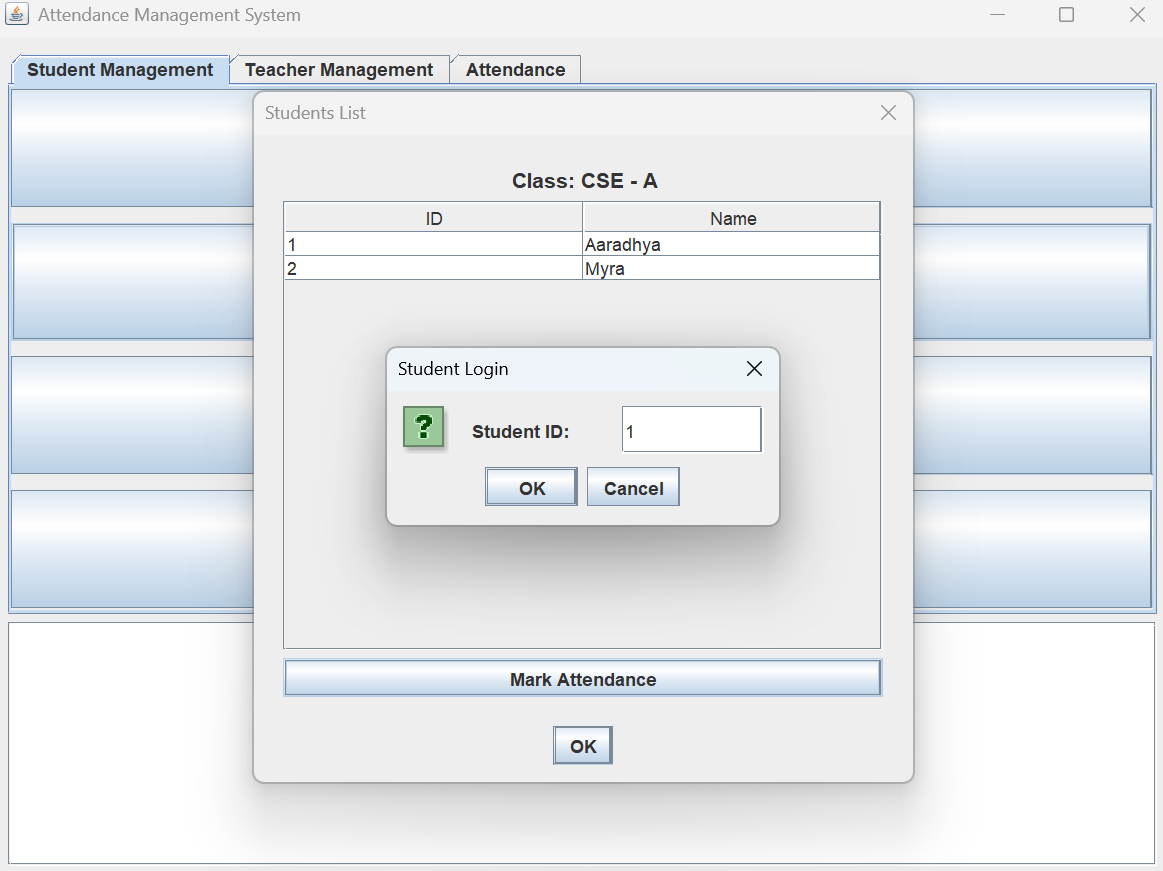 Attendance Management System
Student Management Teacher Management Attendance
Students List
Class: CSE - A
ID Name
1 Aaradhya
2 Myra
Student Login
? Student ID: 1
OK Cancel
Mark Attendance
OK